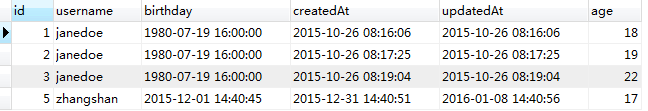 id username birthday createdAt updatedAt age
1 janedoe 1980-07-19 16:00:00 2015-10-26 08:16:06 2015-10-26 08:16:06 18
2 janedoe 1980-07-19 16:00:00 2015-10-26 08:17:25 2015-10-26 08:17:25 19
3 janedoe 1980-07-19 16:00:00 2015-10-26 08:19:04 2015-10-26 08:19:04 22
5 zhangshan 2015-12-01 14:40:45 2015-12-31 14:40:51 2016-01-08 14:40:56 17